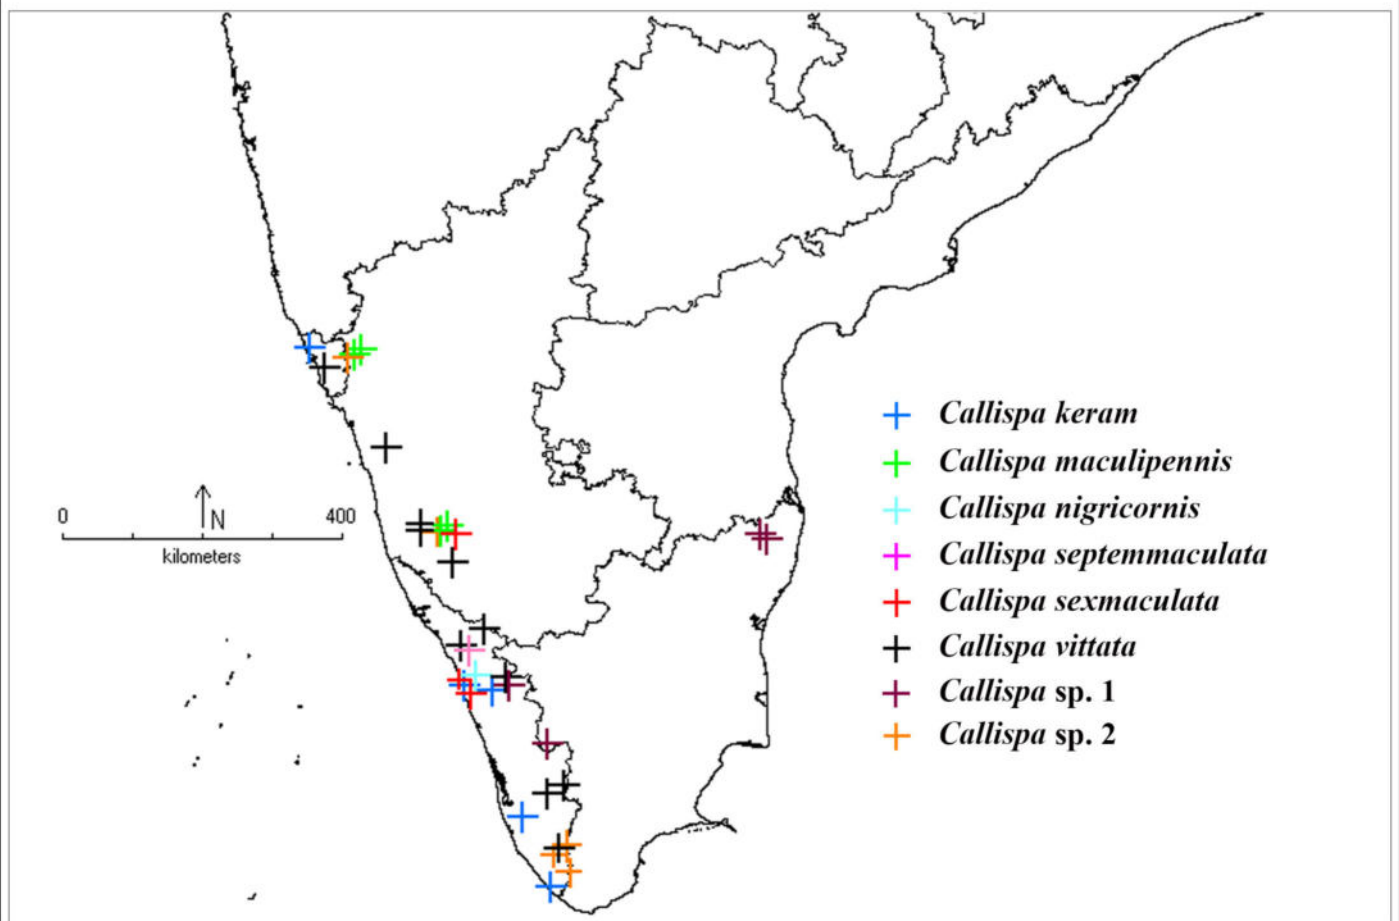 Callispa keram
Callispa maculipennis
Callispa nigricornis
Callispa septemmaculata
Callispa sexmaculata
Callispa vittata
Callispa sp. 1
Callispa sp. 2
0 N 400
kilometers